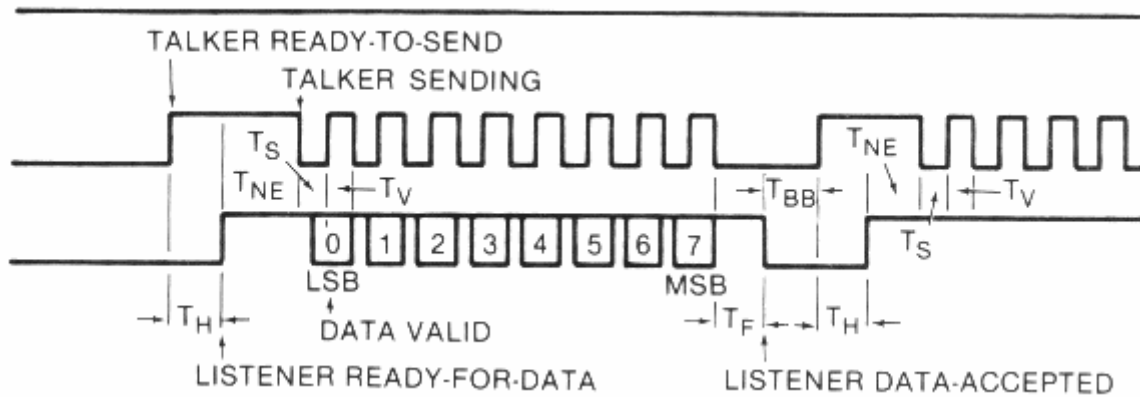 TALKER READY-TO-SEND
TALKER SENDING
TS TNE
TNE TV TBB TV
TS
0 1 2 3 4 5 6 7
LSB MSB
TH DATA VALID TF TH
LISTENER READY-FOR-DATA LISTENER DATA-ACCEPTED